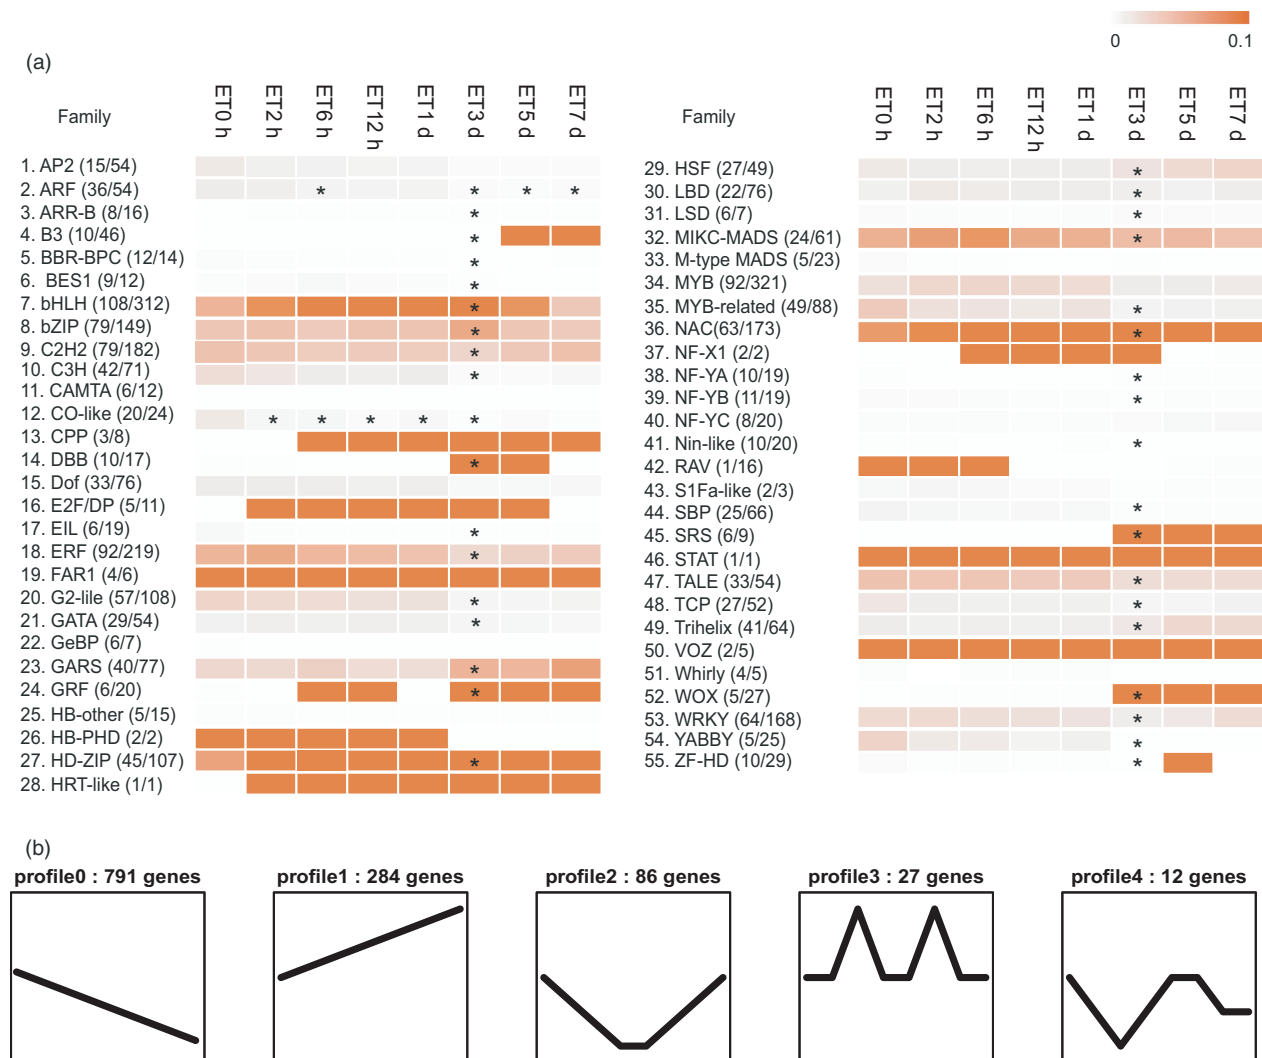 0 0.1
(a)
Family ET0 h ET2 h ET6 h ET12 h ET1 d ET3 d ET5 d ET7 d
1. AP2 (15/54)
2. ARF (36/54) * * * *
3. ARR-B (8/16) *
4. B3 (10/46) *
5. BBR-BPC (12/14) *
6. BES1 (9/12) *
7. bHLH (108/312) *
8. bZIP (79/149) *
9. C2H2 (79/182) *
10. C3H (42/71) *
11. CAMTA (6/12)
12. CO-like (20/24) * * * * *
13. CPP (3/8)
14. DBB (10/17) *
15. Dof (33/76)
16. E2F/DP (5/11)
17. EIL (6/19) *
18. ERF (92/219) *
19. FAR1 (4/6)
20. G2-lile (57/108) *
21. GATA (29/54) *
22. GeBP (6/7)
23. GARS (40/77) *
24. GRF (6/20) *
25. HB-other (5/15)
26. HB-PHD (2/2)
27. HD-ZIP (45/107) *
28. HRT-like (1/1)
Family ET0 h ET2 h ET6 h ET12 h ET1 d ET3 d ET5 d ET7 d
29. HSF (27/49) *
30. LBD (22/76) *
31. LSD (6/7) *
32. MIKC-MADS (24/61) *
33. M-type MADS (5/23)
34. MYB (92/321)
35. MYB-related (49/88) *
36. NAC(63/173) *
37. NF-X1 (2/2)
38. NF-YA (10/19) *
39. NF-YB (11/19) *
40. NF-YC (8/20)
41. Nin-like (10/20) *
42. RAV (1/16)
43. S1Fa-like (2/3)
44. SBP (25/66) *
45. SRS (6/9) *
46. STAT (1/1)
47. TALE (33/54) *
48. TCP (27/52) *
49. Trihelix (41/64) *
50. VOZ (2/5)
51. Whirly (4/5)
52. WOX (5/27) *
53. WRKY (64/168) *
54. YABBY (5/25) *
55. ZF-HD (10/29) *
(b)
profile0 : 791 genes profile1 : 284 genes profile2 : 86 genes profile3 : 27 genes profile4 : 12 genes